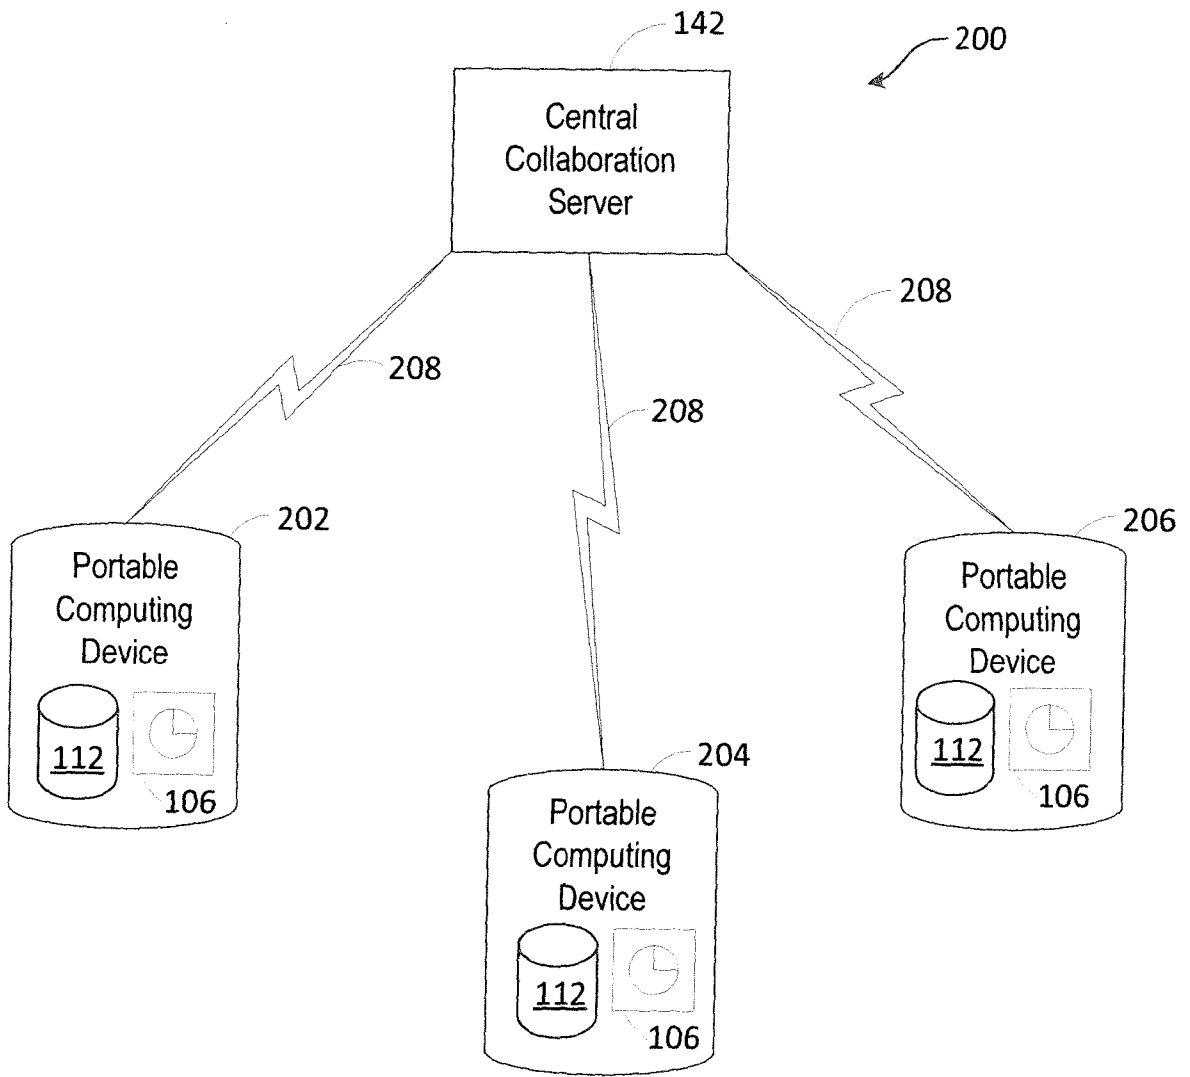 142
200
Central
Collaboration
Server
208
208
208
202
Portable
Computing
Device
112
106
206
Portable
Computing
Device
112
106
204
Portable
Computing
Device
112
106